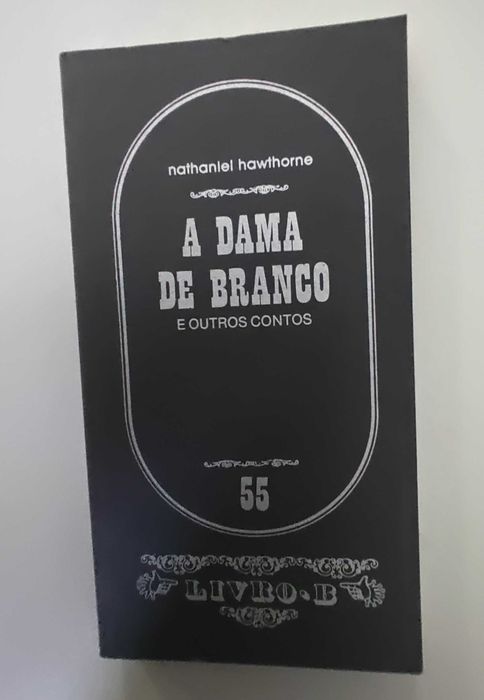 nathaniel hawthorne
A DAMA
DE BRANCO
E OUTROS CONTOS
55
LIVRO·B